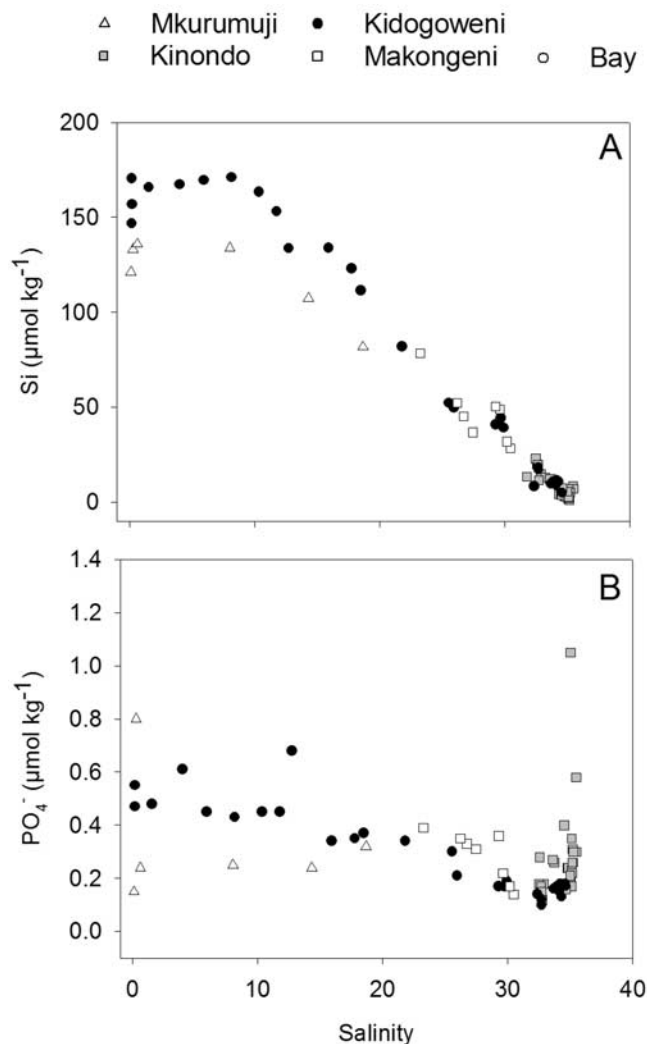 △ Mkurumuji ● Kidogoweni
■ Kinondo □ Makongeni ○ Bay
A
200
150
100
50
0
Si (μmol kg⁻¹)
B
1.4
1.2
1.0
0.8
0.6
0.4
0.2
0.0
PO₄⁻ (μmol kg⁻¹)
0 10 20 30 40
Salinity